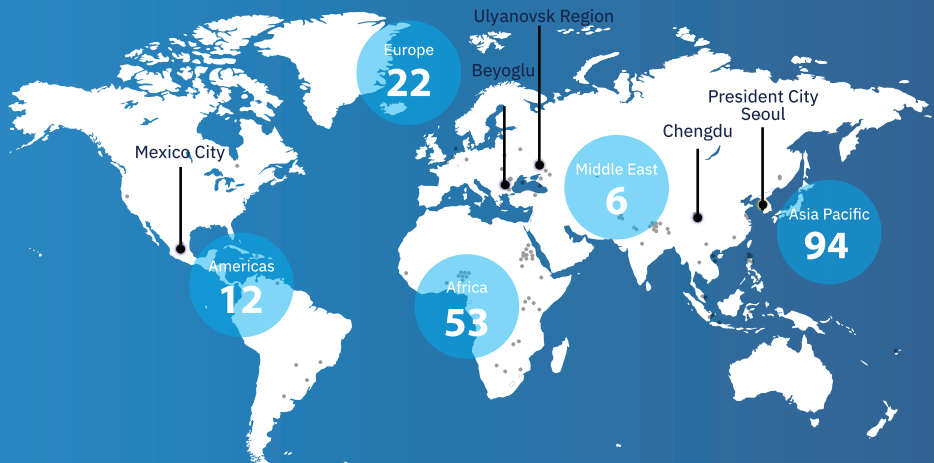 Ulyanovsk Region
Europe
22
Beyoglu
President City
Seoul
Chengdu
Mexico City
Middle East
6
Asia Pacific
94
Americas
12
Africa
53